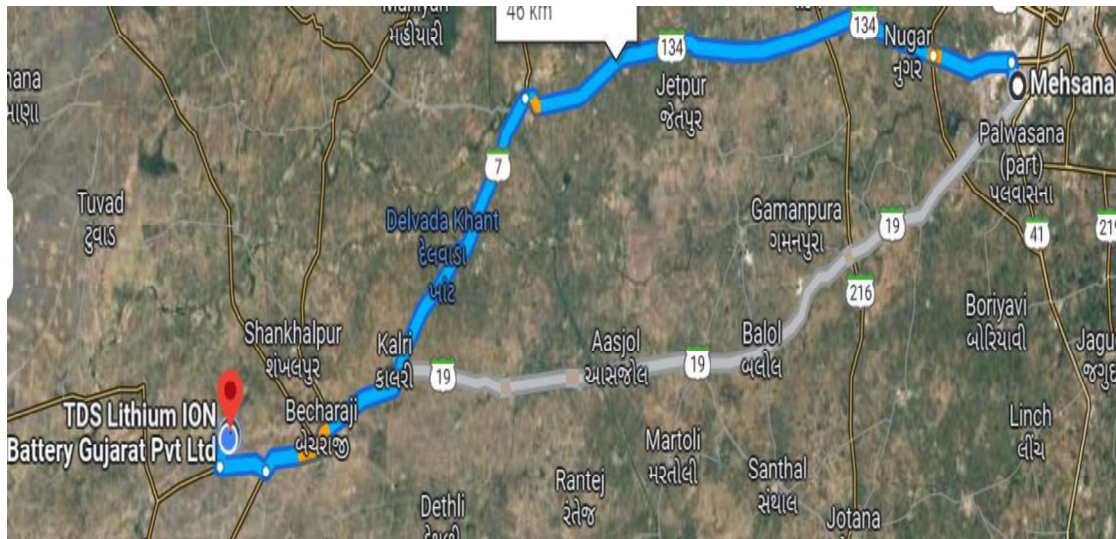 મહીયારી
46 km
134
134
Nugar
નુગર
Mehsana
Jetpur
જેતપુર
Palwasana
(part)
પલવાસના
7
Tuvad
ટુવાડ
Delvada Khant
દેલવાડા
ખાંટ
Gamanpura
ગમનપુરા
19
41
219
216
Shankhalpur
શંખલપુર
Kalri
કાલરી
19
Aasjol
આસજોલ
19
Balol
બલોલ
Boriyavi
બોરિયાવી
TDS Lithium ION
Battery Gujarat Pvt Ltd
Becharaji
બેચરાજી
Martoli
મરતોલી
Linch
લીંચ
Santhal
સંથાલ
Rantej
રંતેજ
Dethli
Jotana